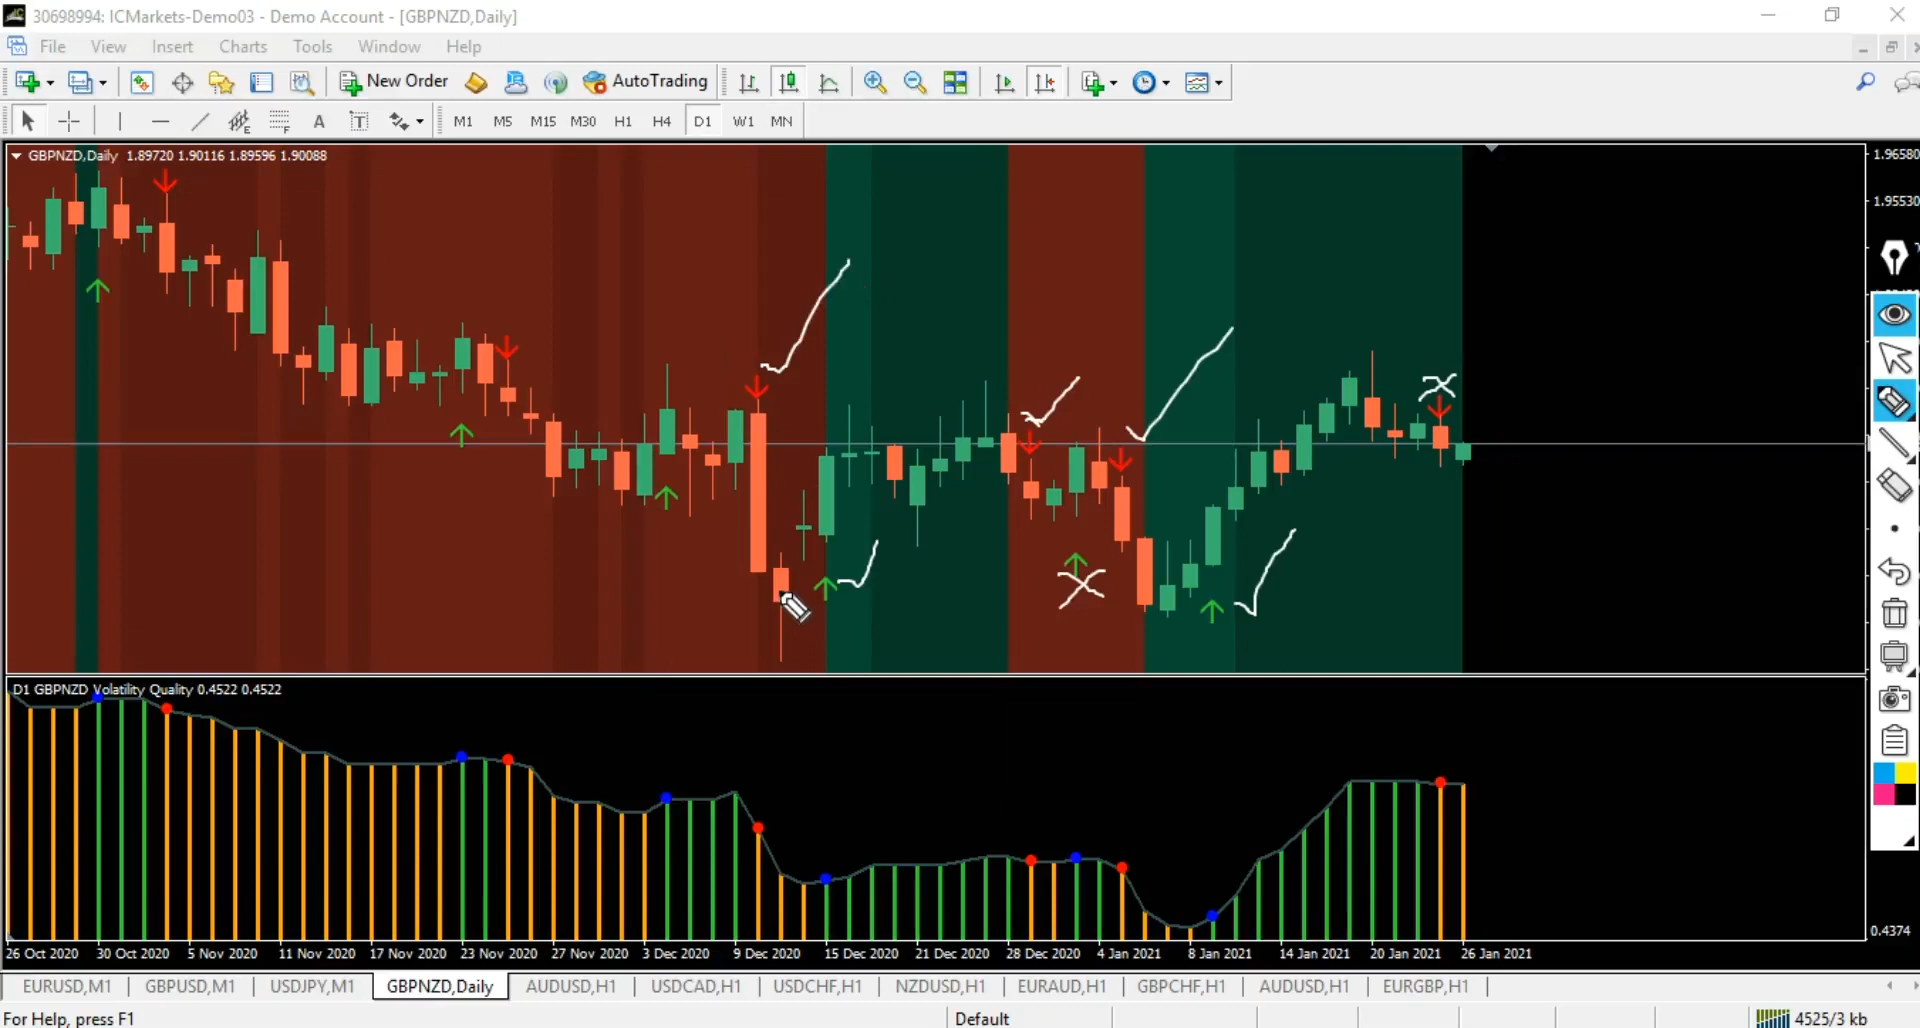 30698994: ICMarkets-Demo03 - Demo Account - [GBPNZD,Daily]
File View Insert Charts Tools Window Help
New Order AutoTrading
A T M1 M5 M15 M30 H1 H4 D1 W1 MN
GBPNZD,Daily 1.89720 1.90116 1.89596 1.90088
1.96580
1.95530
D1 GBPNZD Volatility Quality 0.4522 0.4522
0.4374
26 Oct 2020 30 Oct 2020 5 Nov 2020 11 Nov 2020 17 Nov 2020 23 Nov 2020 27 Nov 2020 3 Dec 2020 9 Dec 2020 15 Dec 2020 21 Dec 2020 28 Dec 2020 4 Jan 2021 8 Jan 2021 14 Jan 2021 20 Jan 2021 26 Jan 2021
EURUSD,M1 GBPUSD,M1 USDJPY,M1 GBPNZD,Daily AUDUSD,H1 USDCAD,H1 USDCHF,H1 NZDUSD,H1 EURAUD,H1 GBPCHF,H1 AUDUSD,H1 EURGBP,H1
For Help, press F1 Default 4525/3 kb